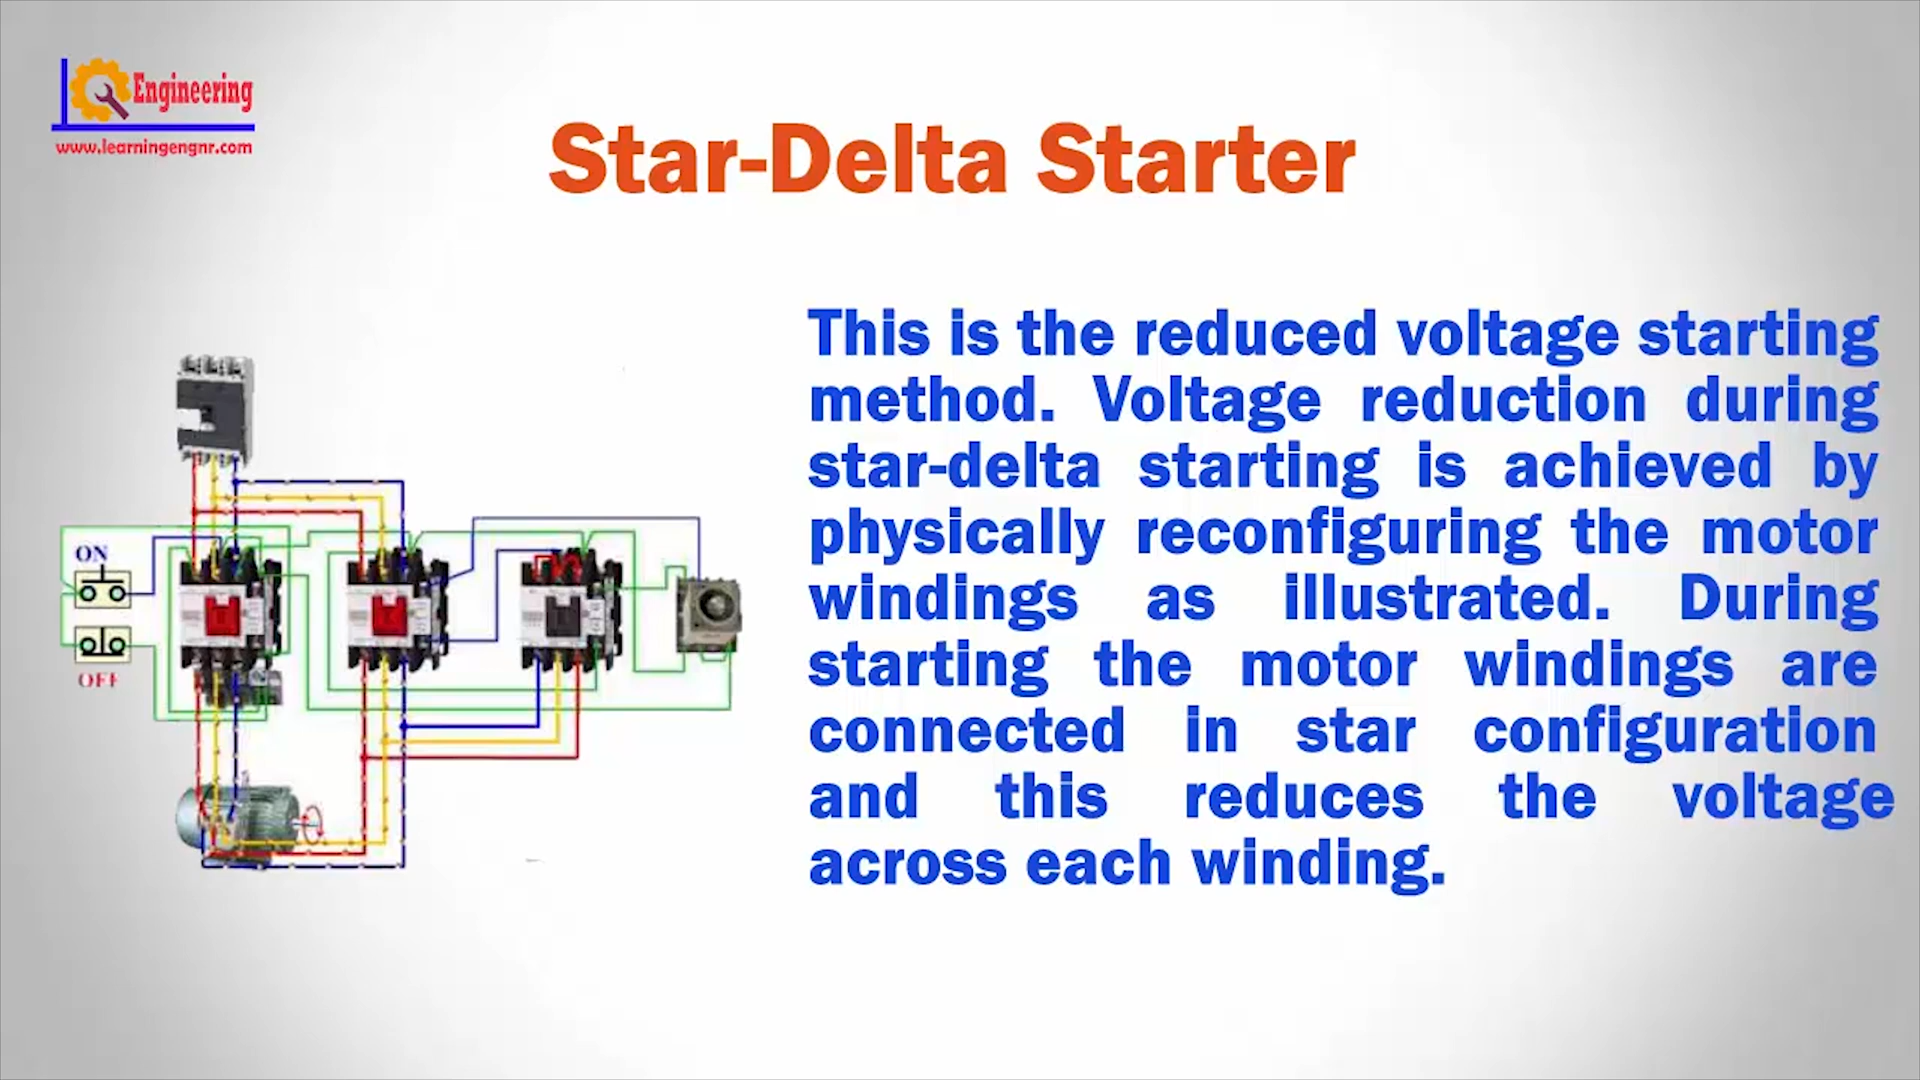 Engineering
www.learningengnr.com
Star-Delta Starter
This is the reduced voltage starting
method. Voltage reduction during
star-delta starting is achieved by
physically reconfiguring the motor
windings as illustrated. During
starting the motor windings are
connected in star configuration
and this reduces the voltage
across each winding.
ON
OFF